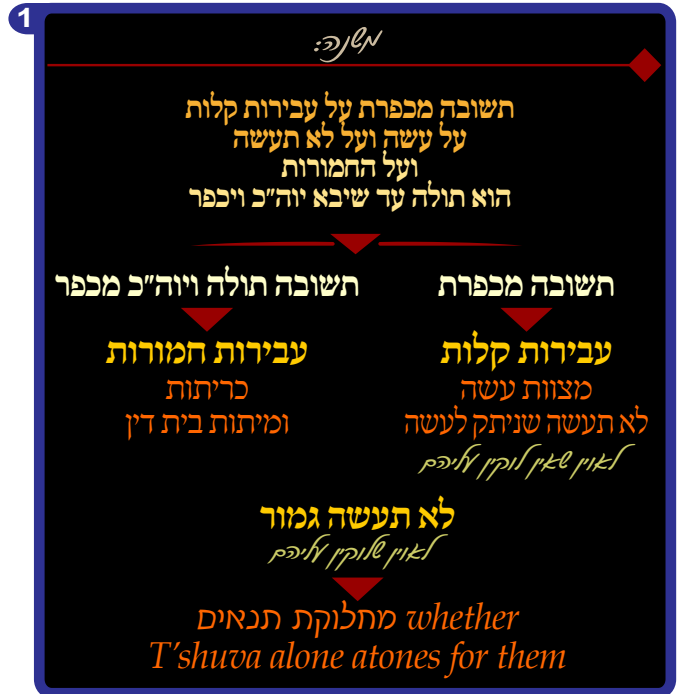 1
משנה:
תשובה מכפרת על עבירות קלות
על עשה ועל לא תעשה
ועל החמורות
הוא תולה עד שיבא יוה"כ ויכפר
תשובה מכפרת
תשובה תולה ויוה"כ מכפר
עבירות קלות
עבירות חמורות
מצוות עשה
כריתות
לא תעשה שניתק לעשה
ומיתות בית דין
לאוין שאין לוקין עליהם
לא תעשה גמור
לאוין שלוקין עליהם
מחלוקת תנאים whether
T'shuva alone atones for them